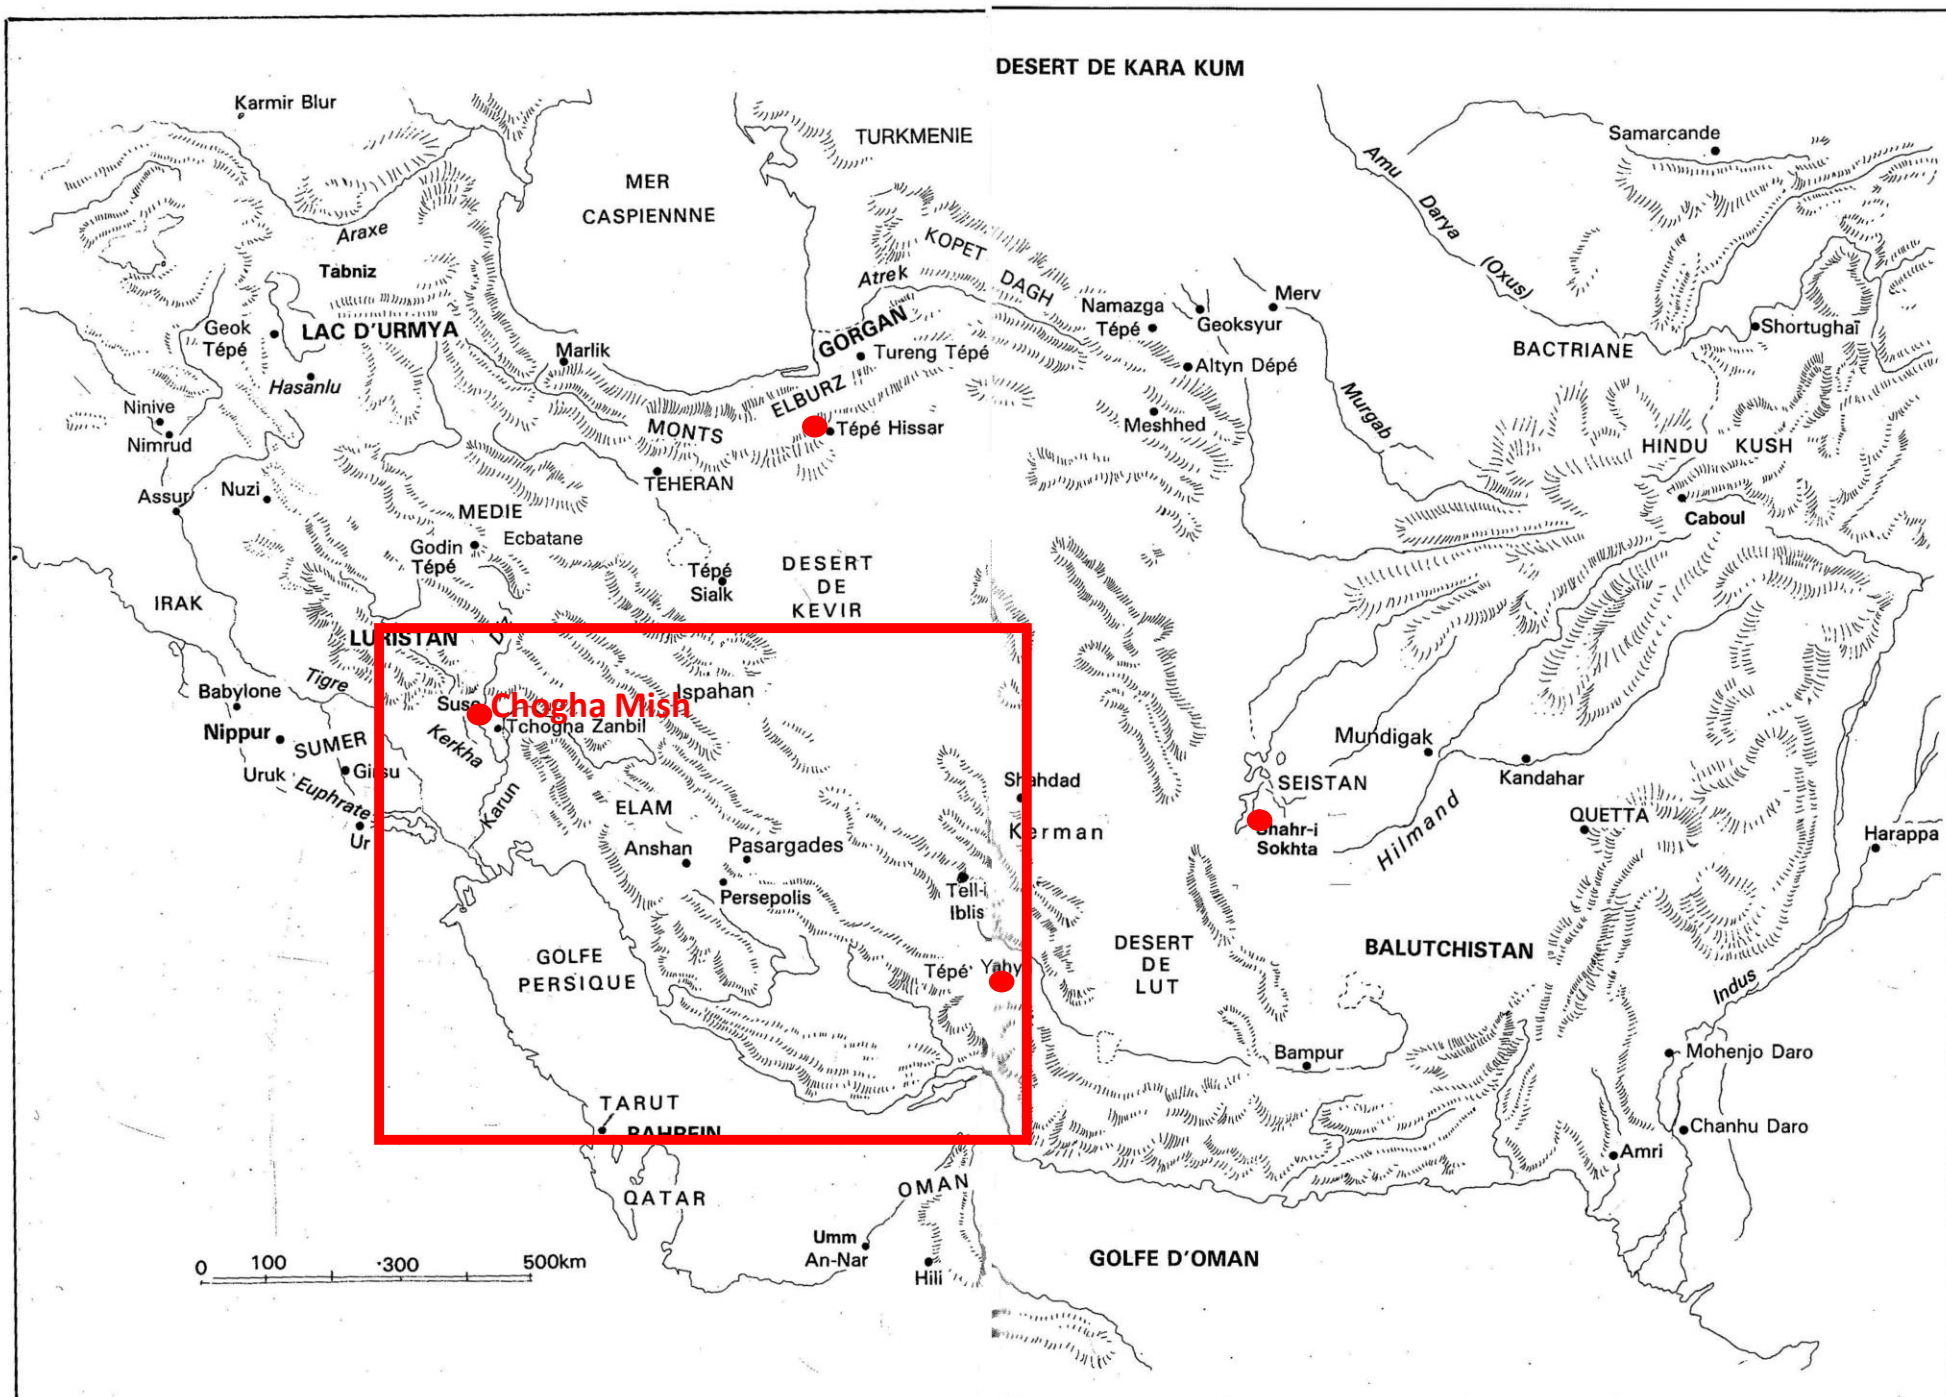 DESERT DE KARA KUM
Karmir Blur
TURKMENIE
Samarcande
MER
CASPIENNNE
Amu
Darya
(Oxus)
Araxe
Tabniz
KOPET
DAGH
Atrek
Geok
Tépé
LAC D'URMYA
Hasanlu
Marlik
GORGAN
Tureng Tépé
Namazga
Tépé
Geoksyur
Merv
Altyn Dépé
Shortughaï
BACTRIANE
Murgab
Meshhed
Ninive
Nimrud
MONTS
ELBURZ
Tépé Hissar
HINDU KUSH
Assur
Nuzi
TEHERAN
MEDIE
Ecbatane
Godin
Tépé
Caboul
Tépé
Sialk
DESERT
DE
KEVIR
IRAK
LURISTAN
Tigre
Babylone
Nippur
SUMER
Uruk
Girsu
Euphrate
Ur
Suse
Chogha Mish
Tchogha Zanbil
Ispahan
Kerkha
Karun
ELAM
Anshan
Pasargades
Persepolis
Shahdad
Kerman
Tell-i
Iblis
SEISTAN
Shahr-i
Sokhta
Mundigak
Kandahar
Hilmand
QUETTA
Harappa
GOLFE
PERSIQUE
Tépé Yahy
DESERT
DE
LUT
BALUTCHISTAN
Indus
Bampur
Mohenjo Daro
Chanhu Daro
Amri
TARUT
BAHREIN
QATAR
OMAN
Umm
An-Nar
Hili
GOLFE D'OMAN
0 100 300 500km